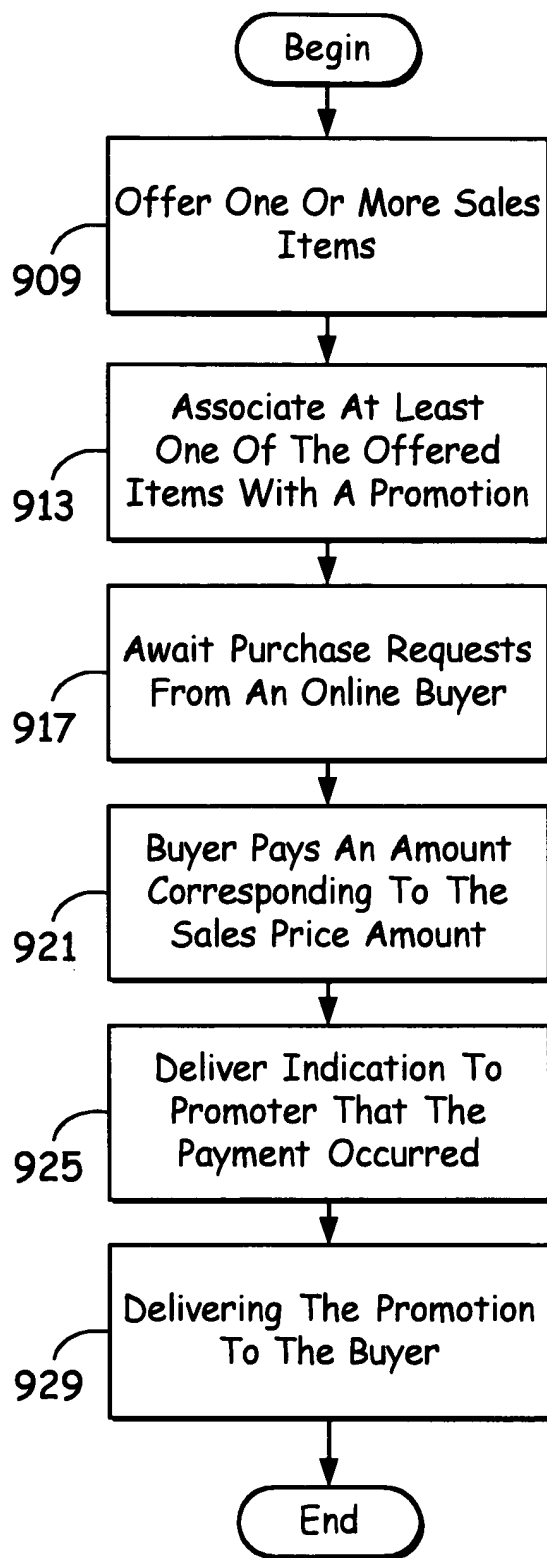 Begin
Offer One Or More Sales
Items
909
Associate At Least
One Of The Offered
Items With A Promotion
913
Await Purchase Requests
From An Online Buyer
917
Buyer Pays An Amount
Corresponding To The
Sales Price Amount
921
Deliver Indication To
Promoter That The
Payment Occurred
925
Delivering The Promotion
To The Buyer
929
End